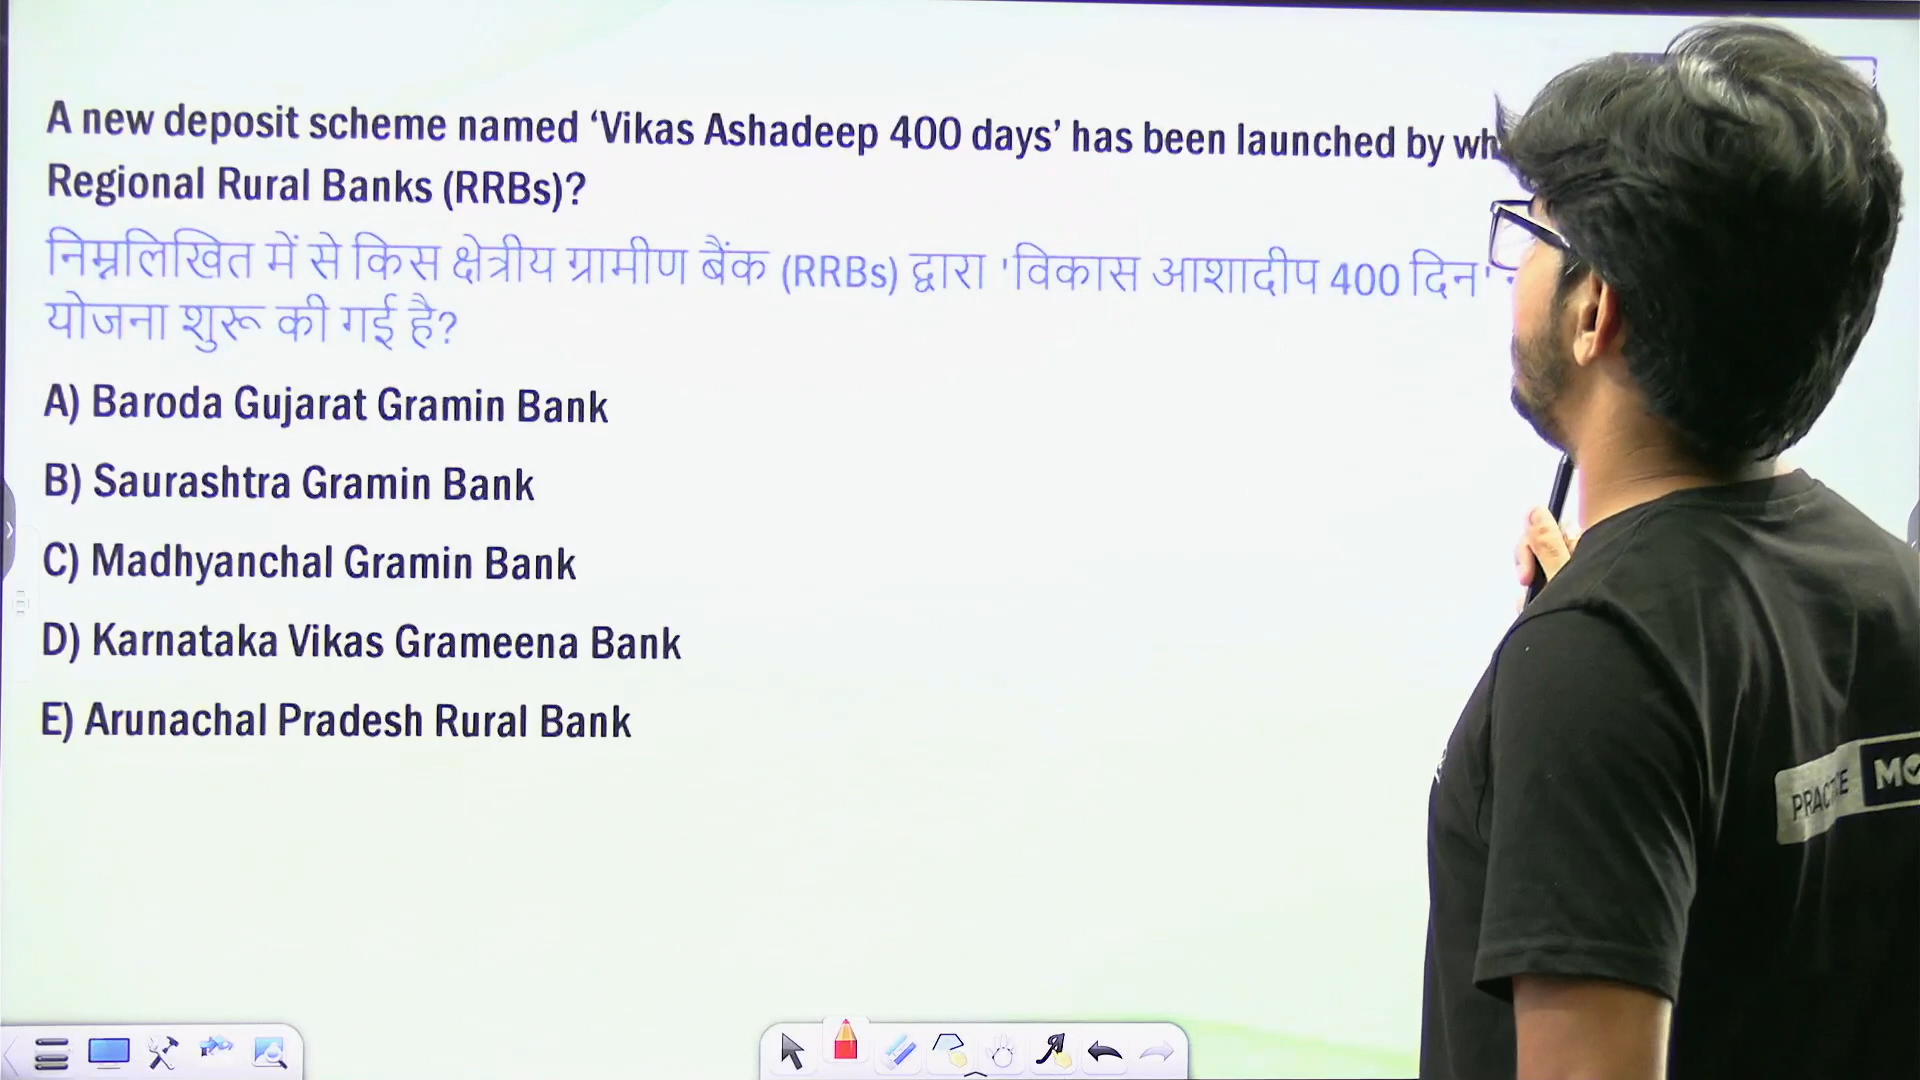 A new deposit scheme named ‘Vikas Ashadeep 400 days’ has been launched by
Regional Rural Banks (RRBs)?
निम्नलिखित में से किस क्षेत्रीय ग्रामीण बैंक (RRBs) द्वारा 'विकास आशादीप 400 दिन'
योजना शुरू की गई है?
A) Baroda Gujarat Gramin Bank
B) Saurashtra Gramin Bank
C) Madhyanchal Gramin Bank
D) Karnataka Vikas Grameena Bank
E) Arunachal Pradesh Rural Bank